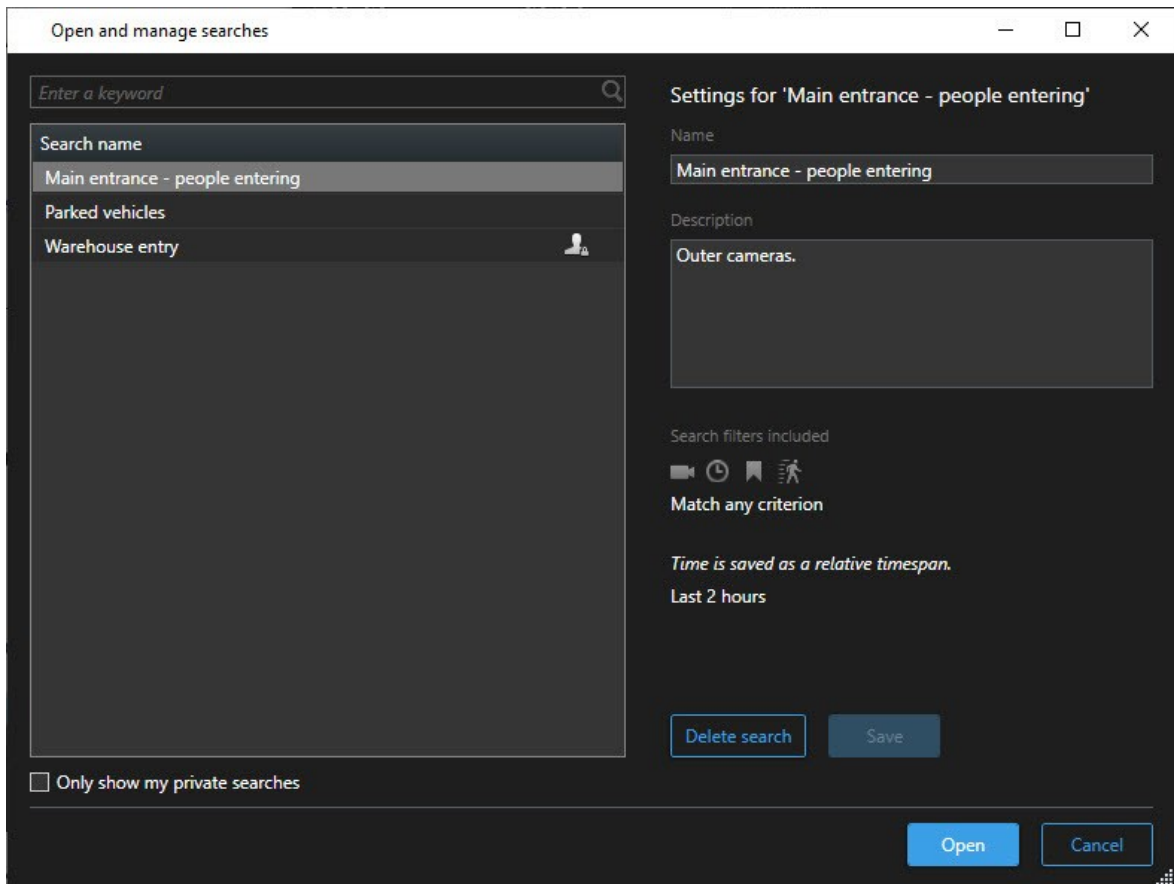 Open and manage searches
Enter a keyword
Search name
Main entrance - people entering
Parked vehicles
Warehouse entry
Only show my private searches
Settings for 'Main entrance - people entering'
Name
Main entrance - people entering
Description
Outer cameras.
Search filters included
Match any criterion
Time is saved as a relative timespan.
Last 2 hours
Delete search
Save
Open
Cancel